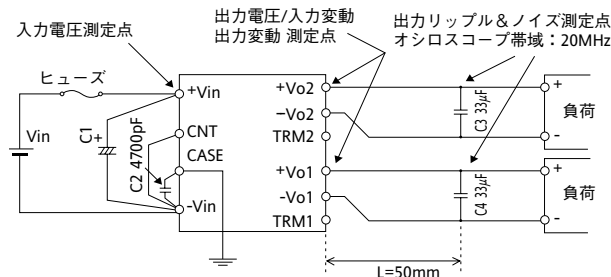 入力電圧測定点
出力電圧/入力変動
出力変動 測定点
出力リップル＆ノイズ測定点
オシロスコープ帯域：20MHz
ヒューズ
Vin
C1
+
C2 4700pF
+Vin
CNT
CASE
-Vin
+Vo2
−Vo2
TRM2
+Vo1
-Vo1
TRM1
C3 33μF
C4 33μF
+
負荷
-
+
負荷
-
L=50mm